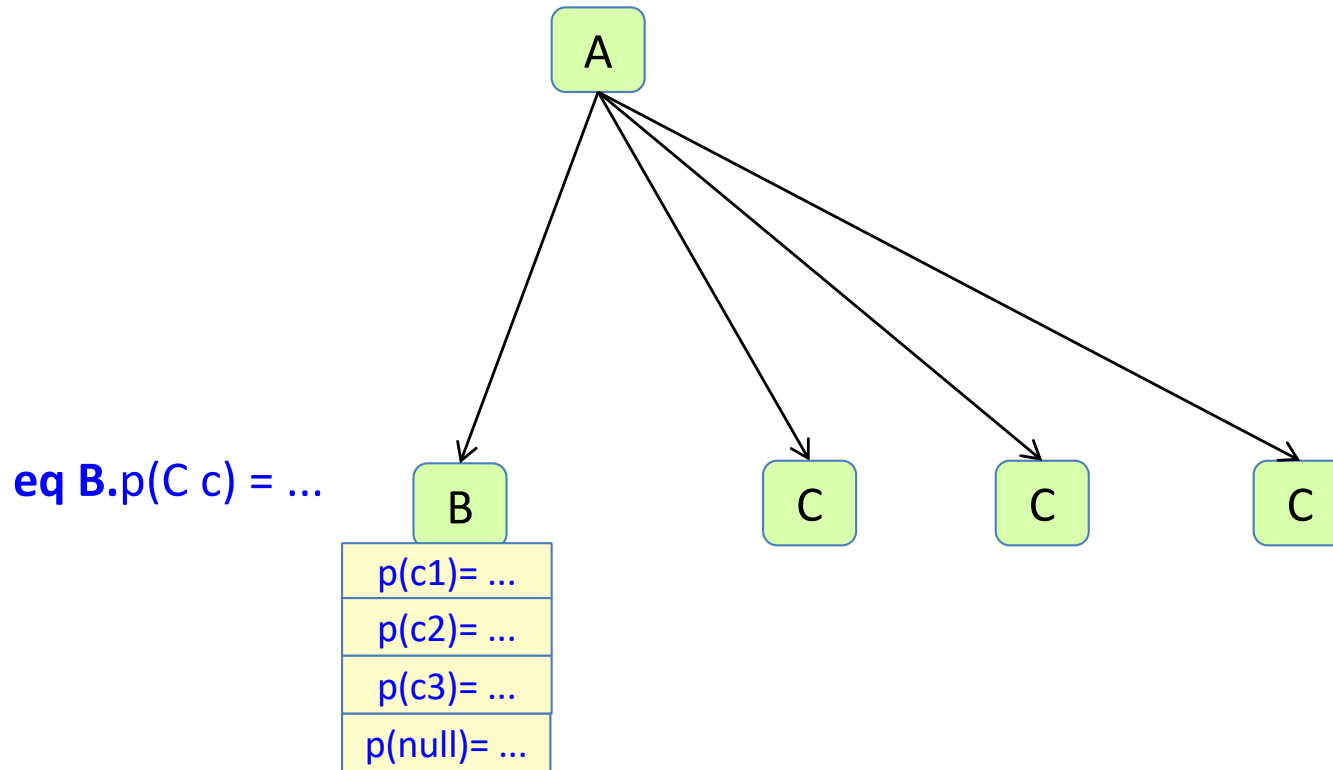 A
eq B.p(C c) = ...
B
C
C
C
p(c1)= ...
p(c2)= ...
p(c3)= ...
p(null)= ...